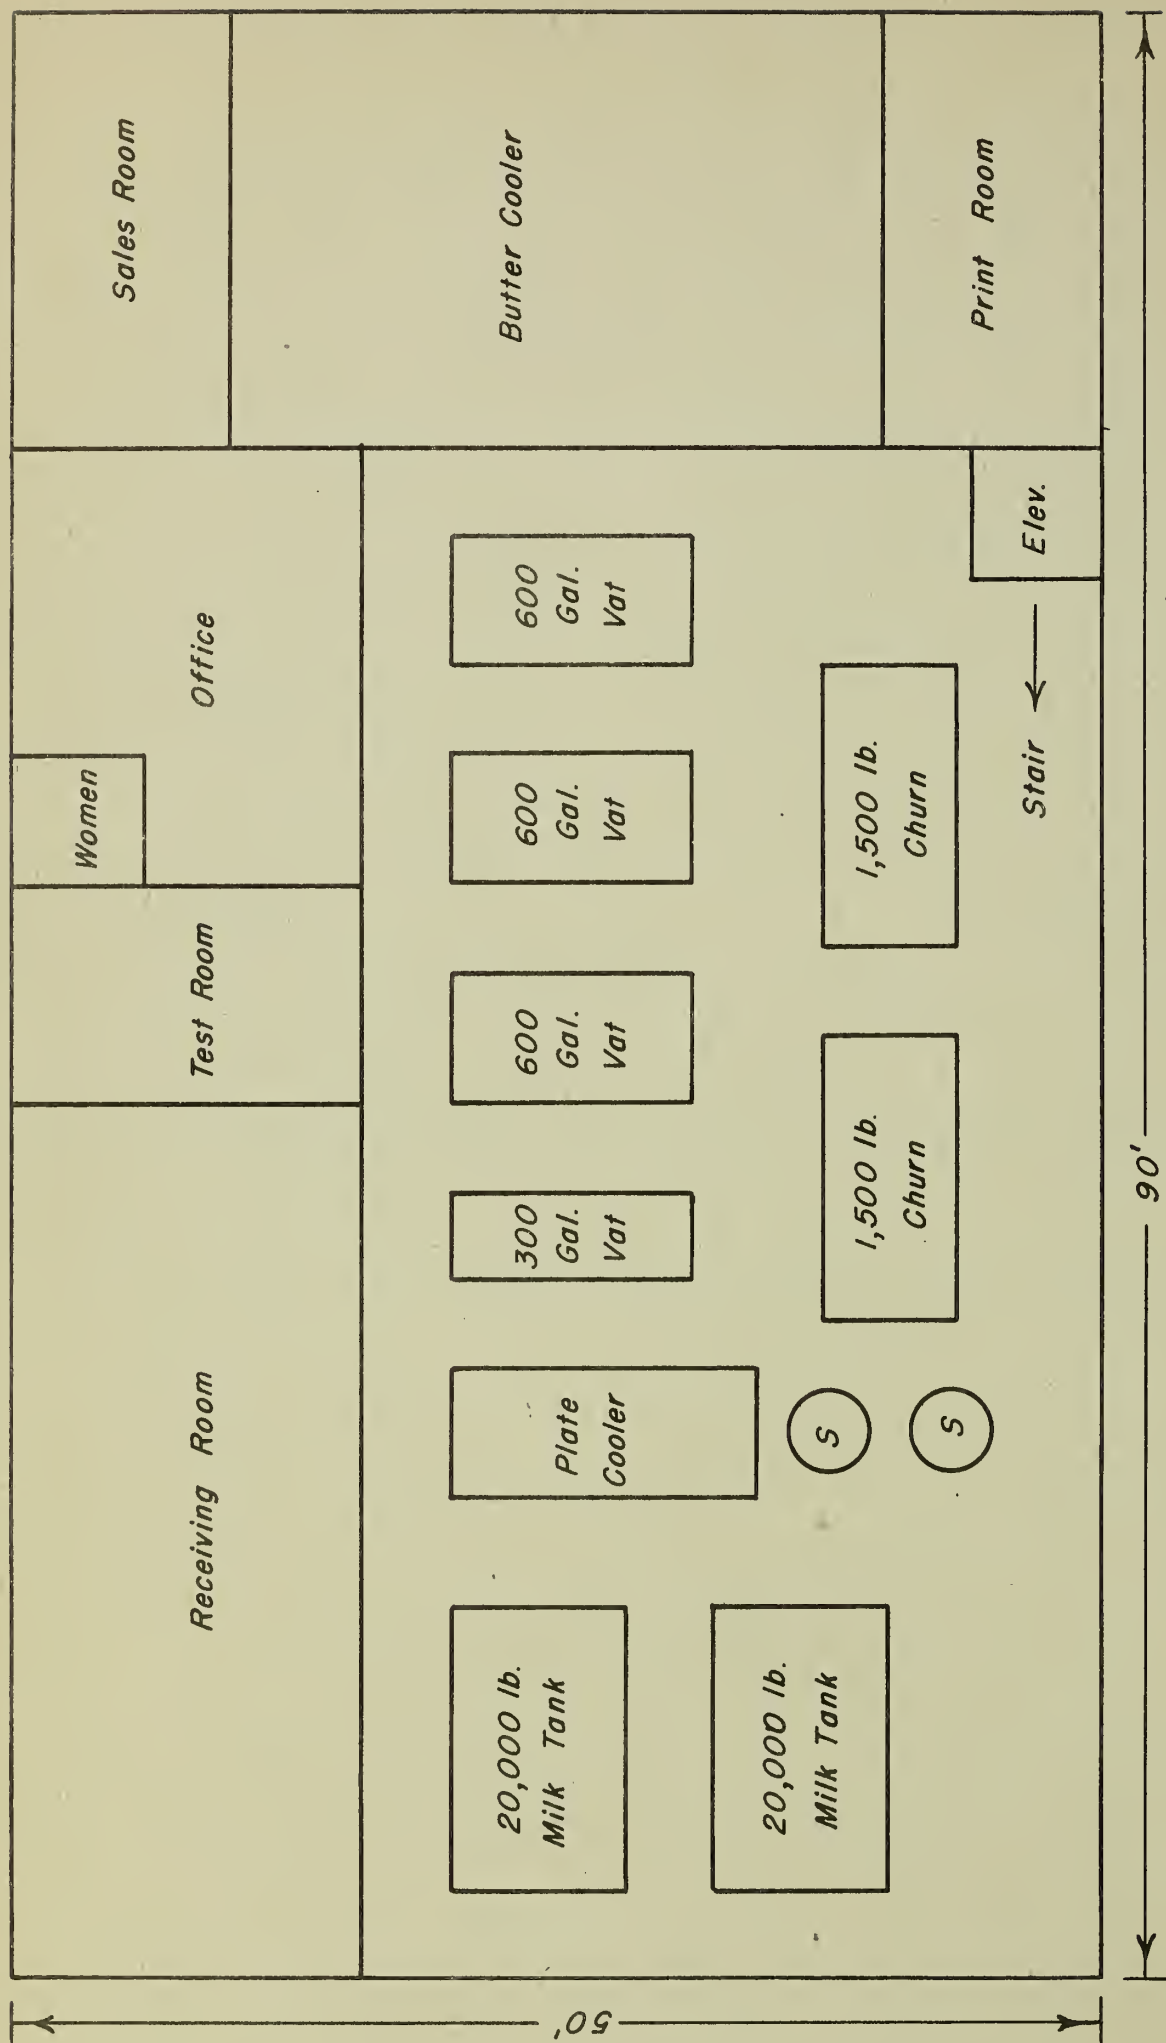 Receiving Room
Test Room
Women
Office
Sales Room
Butter Cooler
Print Room
20,000 lb.
Milk Tank
20,000 lb.
Milk Tank
Plate
Cooler
S
S
300
Gal.
Vat
600
Gal.
Vat
600
Gal.
Vat
600
Gal.
Vat
1,500 lb.
Churn
1,500 lb.
Churn
Stair
Elev.
50'
90'